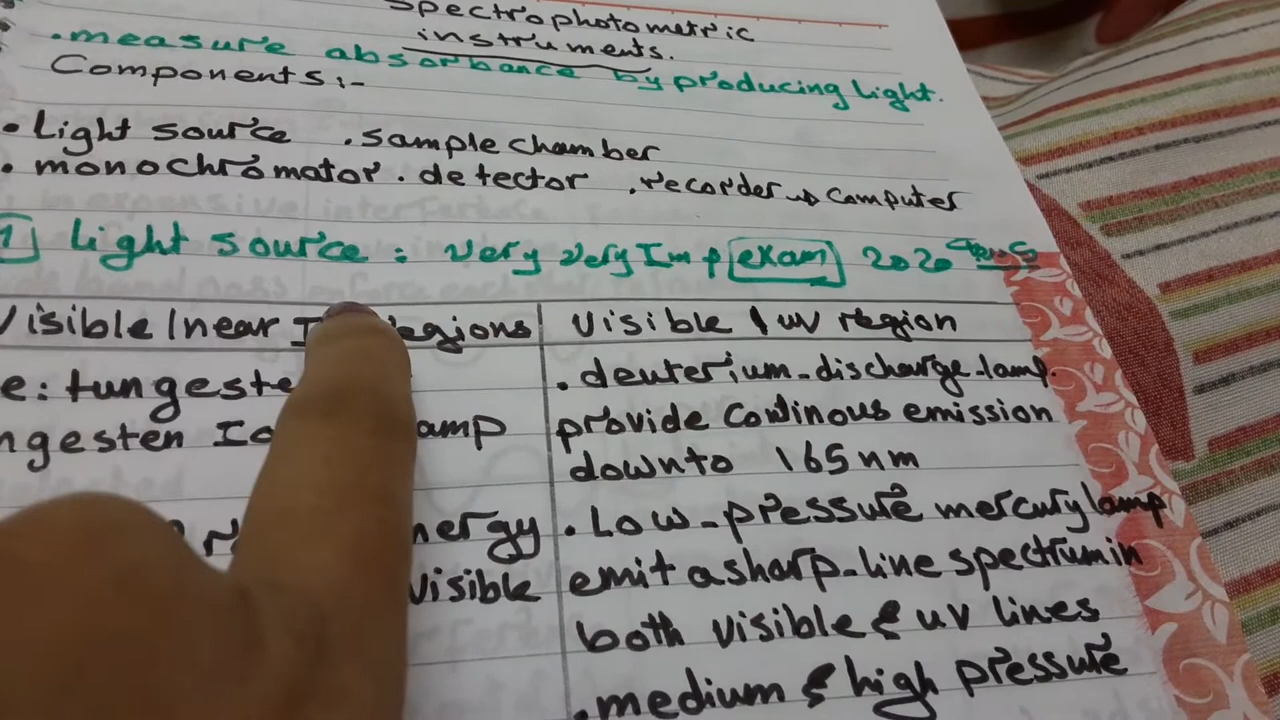 Spectrophotometric
instruments.
.measure absorbance by producing light.
Components:-
• Light source . sample chamber
• monochromator . detector . recorder → computer
1 light source : very very Imp exam 2020
Visible / near regions
Visible / uv region
e: tungeste
ngesten amp
nergy
visible
. deuterium-discharge-lamp.
provide continous emission
downto 165nm
. Low-pressure mercury lamp
emit a sharp-line spectrum in
both visible & uv lines
. medium & high pressure